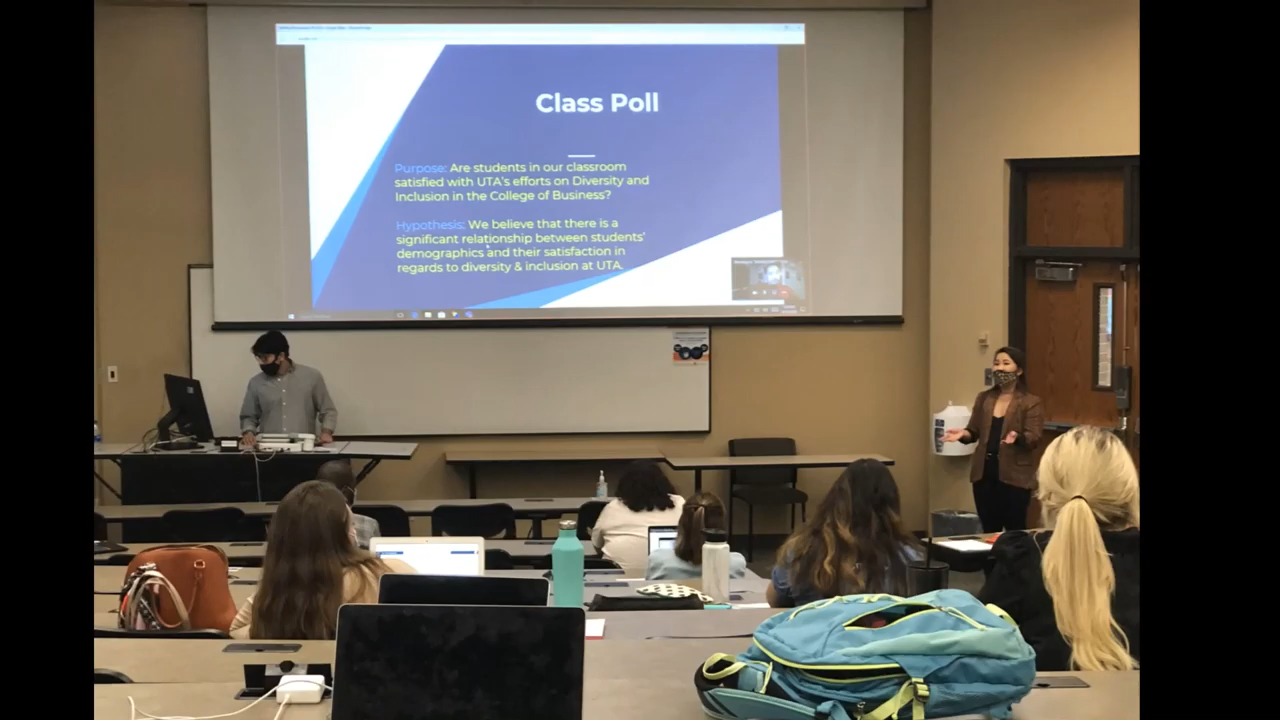 Class Poll
Purpose: Are students in our classroom
satisfied with UTA's efforts on Diversity and
Inclusion in the College of Business?
Hypothesis: We believe that there is a
significant relationship between students'
demographics and their satisfaction in
regards to diversity & inclusion at UTA.